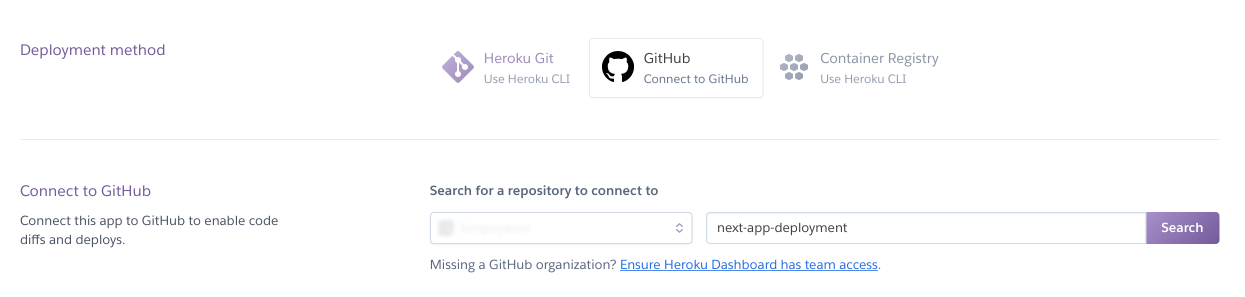 Deployment method
Heroku Git
Use Heroku CLI
GitHub
Connect to GitHub
Container Registry
Use Heroku CLI
Connect to GitHub
Connect this app to GitHub to enable code
diffs and deploys.
Search for a repository to connect to
next-app-deployment
Search
Missing a GitHub organization? Ensure Heroku Dashboard has team access.